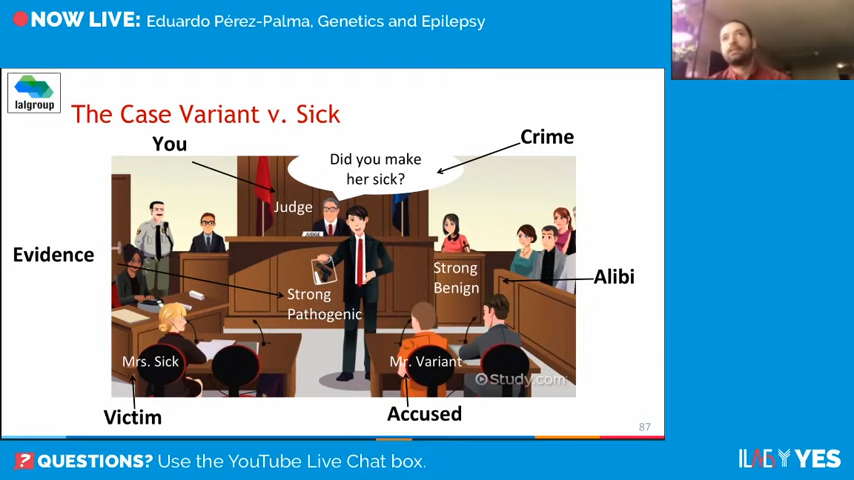 NOW LIVE: Eduardo Pérez-Palma, Genetics and Epilepsy
lalgroup
The Case Variant v. Sick
You
Crime
Did you make
her sick?
Judge
JUDGE
Evidence
Strong
Benign
Alibi
Strong
Pathogenic
Mrs. Sick
Mr. Variant
Study.com
Victim
Accused
87
? QUESTIONS? Use the YouTube Live Chat box.
ILAE YES